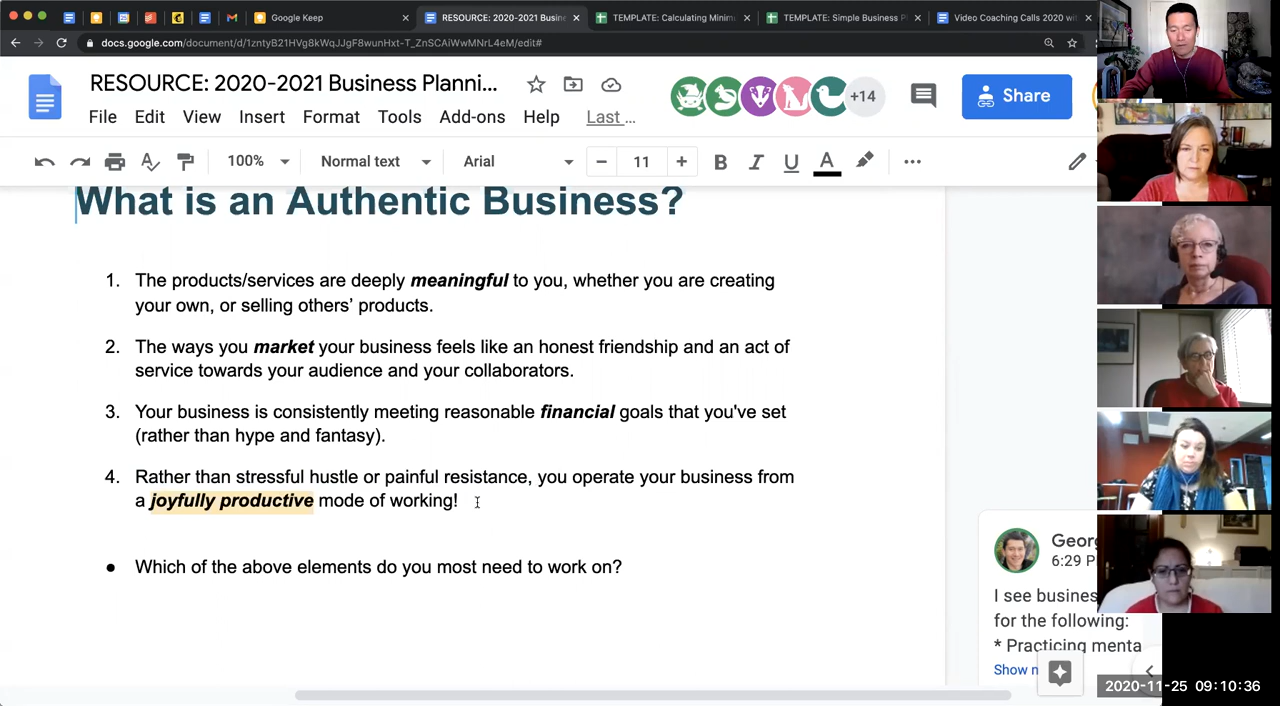 Google Keep
RESOURCE: 2020-2021 Busin
TEMPLATE: Calculating Minim
TEMPLATE: Simple Business P
Video Coaching Calls 2020 wi
docs.google.com/document/d/1zntyB21HVg8kWqJJgF8wunHxt-T_ZnSCAiWwMNrL4eM/edit#
RESOURCE: 2020-2021 Business Planni...
+14
Share
File Edit View Insert Format Tools Add-ons Help Last ...
100% Normal text Arial 11 B I U A
What is an Authentic Business?
1. The products/services are deeply meaningful to you, whether you are creating
your own, or selling others’ products.
2. The ways you market your business feels like an honest friendship and an act of
service towards your audience and your collaborators.
3. Your business is consistently meeting reasonable financial goals that you've set
(rather than hype and fantasy).
4. Rather than stressful hustle or painful resistance, you operate your business from
a joyfully productive mode of working!
● Which of the above elements do you most need to work on?
Georg
6:29 P
I see busines
for the following:
* Practicing menta
Show n
2020-11-25 09:10:36